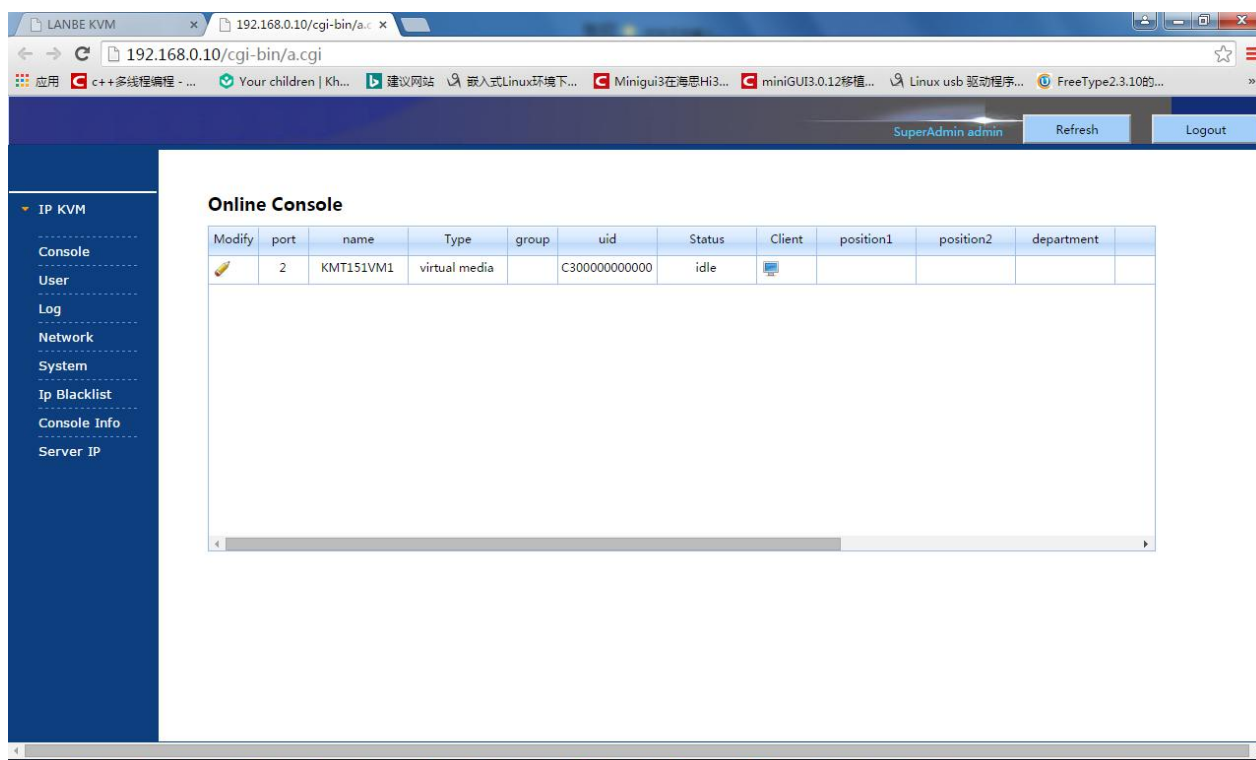 LANBE KVM
192.168.0.10/cgi-bin/a.c
192.168.0.10/cgi-bin/a.cgi
应用 c++多线程编程 - ... Your children | Kh... 建议网站 嵌入式Linux环境下... Minigui3在海思Hi3... miniGUI3.0.12移植... Linux usb 驱动程序... FreeType2.3.10的... »
SuperAdmin admin Refresh Logout
IP KVM
Console
User
Log
Network
System
Ip Blacklist
Console Info
Server IP
Online Console
Modify port name Type group uid Status Client position1 position2 department
2 KMT151VM1 virtual media C300000000000 idle